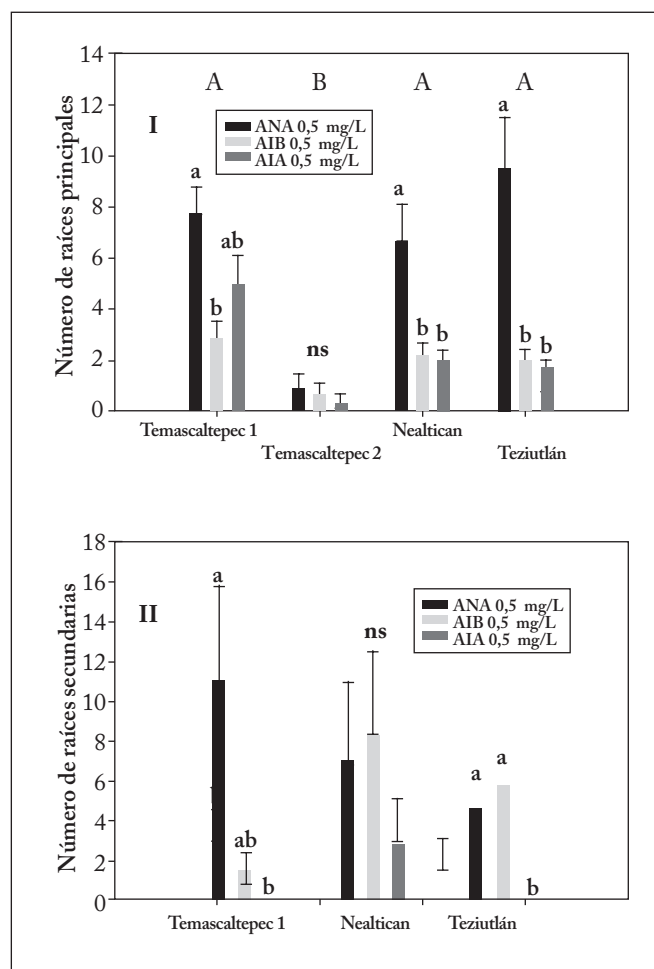 14
A B A A
12
I
ANA 0,5 mg/L
AIB 0,5 mg/L
AIA 0,5 mg/L
a
10
a
8
a
ab
6
4
b
ns
b b
b b
2
0
Número de raíces principales
Temascaltepec 1
Temascaltepec 2
Nealtican
Teziutlán
18
16
a
14
II
ANA 0,5 mg/L
AIB 0,5 mg/L
AIA 0,5 mg/L
ns
12
10
8
a a
6
4
ab
2
b
b
0
Número de raíces secundarias
Temascaltepec 1
Nealtican
Teziutlán